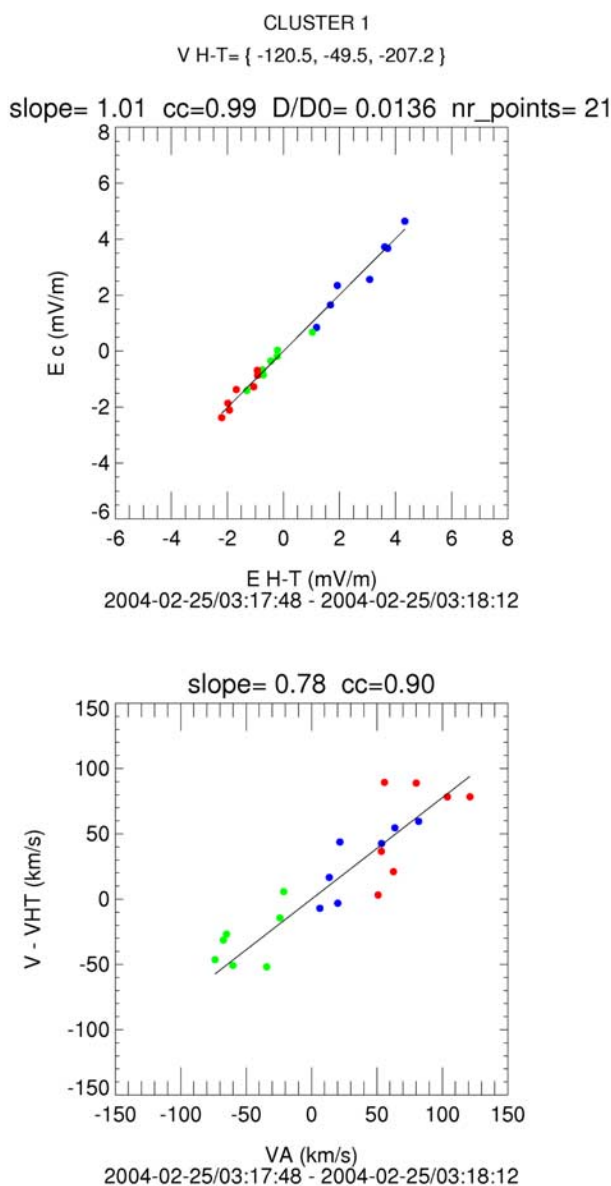 CLUSTER 1
V H-T= { -120.5, -49.5, -207.2 }
slope= 1.01 cc=0.99 D/D0= 0.0136 nr_points= 21
8
6
4
2
0
-2
-4
-6
E c (mV/m)
-6 -4 -2 0 2 4 6 8
E H-T (mV/m)
2004-02-25/03:17:48 - 2004-02-25/03:18:12
slope= 0.78 cc=0.90
150
100
50
0
-50
-100
-150
V - VHT (km/s)
-150 -100 -50 0 50 100 150
VA (km/s)
2004-02-25/03:17:48 - 2004-02-25/03:18:12